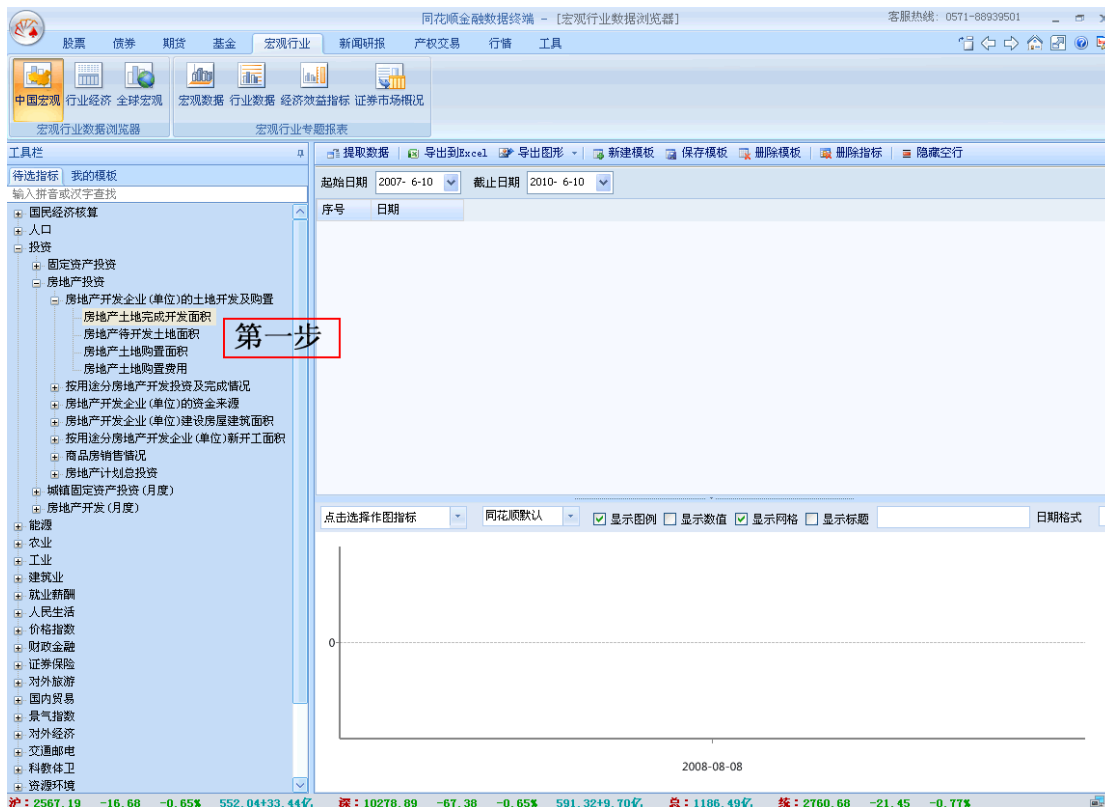 同花顺金融数据终端 - [宏观行业数据浏览器]
客服热线: 0571-88939501
股票 债券 期货 基金 宏观行业 新闻研报 产权交易 行情 工具
中国宏观 行业经济 全球宏观 宏观数据 行业数据 经济效益指标 证券市场概况
宏观行业数据浏览器 宏观行业专题报表
工具栏
提取数据 导出到Excel 导出图形 新建模板 保存模板 删除模板 删除指标 隐藏空行
待选指标 我的模板
输入拼音或汉字查找
起始日期 2007- 6-10 截止日期 2010- 6-10
序号 日期
国民经济核算
人口
投资
固定资产投资
房地产投资
房地产开发企业(单位)的土地开发及购置
房地产土地完成开发面积
房地产待开发土地面积
房地产土地购置面积
房地产土地购置费用
第一步
按用途分房地产开发投资及完成情况
房地产开发企业(单位)的资金来源
房地产开发企业(单位)建设房屋建筑面积
按用途分房地产开发企业(单位)新开工面积
商品房销售情况
房地产计划总投资
城镇固定资产投资(月度)
房地产开发(月度)
能源
农业
工业
建筑业
就业薪酬
人民生活
价格指数
财政金融
证券保险
对外旅游
国内贸易
景气指数
对外经济
交通邮电
科教体卫
资源环境
点击选择作图指标 同花顺默认 显示图例 显示数值 显示网格 显示标题 日期格式
0
2008-08-08
沪:2567.19 -16.68 -0.65% 552.04+33.44亿 深:10278.89 -67.38 -0.65% 591.32+9.70亿 总:1186.49亿 续:2760.68 -21.45 -0.77%